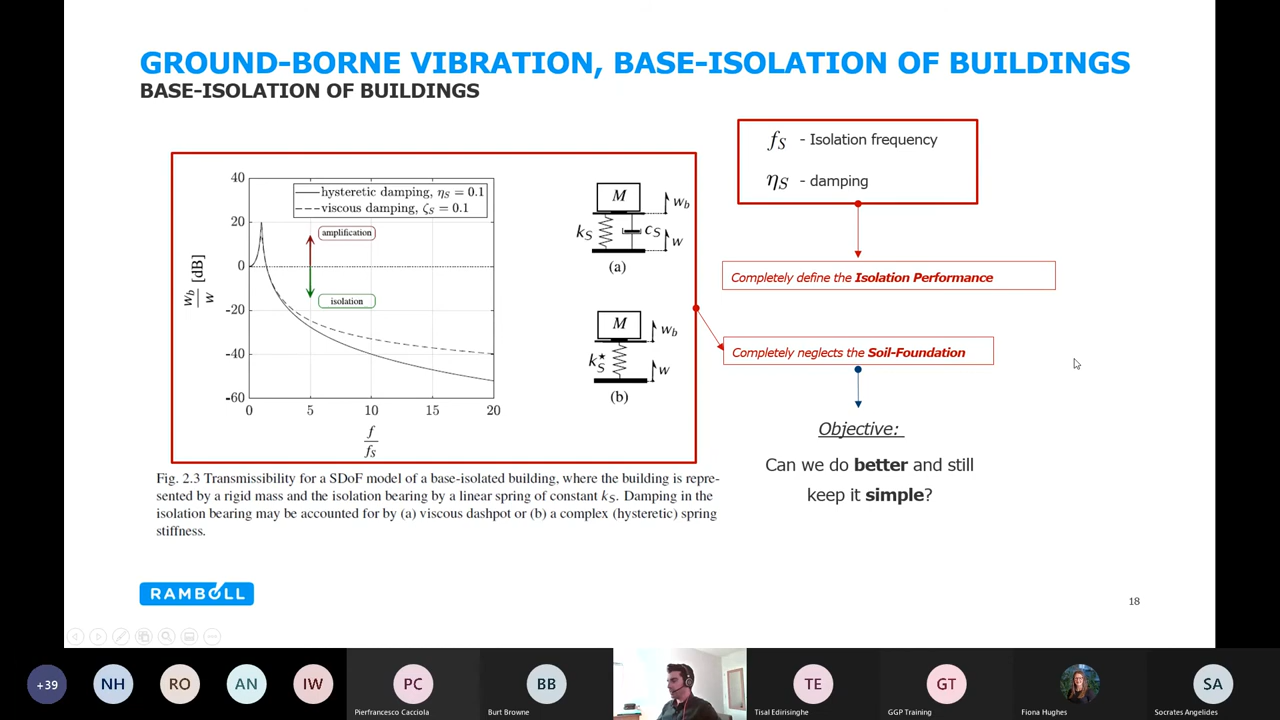 GROUND-BORNE VIBRATION, BASE-ISOLATION OF BUILDINGS
BASE-ISOLATION OF BUILDINGS
40
20
0
-20
-40
-60
0
5
10
15
20
w_b/w [dB]
f/f_S
hysteretic damping, η_S = 0.1
viscous damping, ζ_S = 0.1
amplification
isolation
M
w_b
k_S
c_S
w
(a)
M
w_b
k_S★
w
(b)
f_S - Isolation frequency
η_S - damping
Completely define the Isolation Performance
Completely neglects the Soil-Foundation
Objective:
Can we do better and still
keep it simple?
Fig. 2.3 Transmissibility for a SDoF model of a base-isolated building, where the building is repre-
sented by a rigid mass and the isolation bearing by a linear spring of constant k_S. Damping in the
isolation bearing may be accounted for by (a) viscous dashpot or (b) a complex (hysteretic) spring
stiffness.
RAMBOLL
18
+39
NH
RO
AN
IW
PC
Pierfrancesco Cacciola
BB
Burt Browne
TE
Tisal Edirisinghe
GT
GGP Training
Fiona Hughes
SA
Socrates Angelides